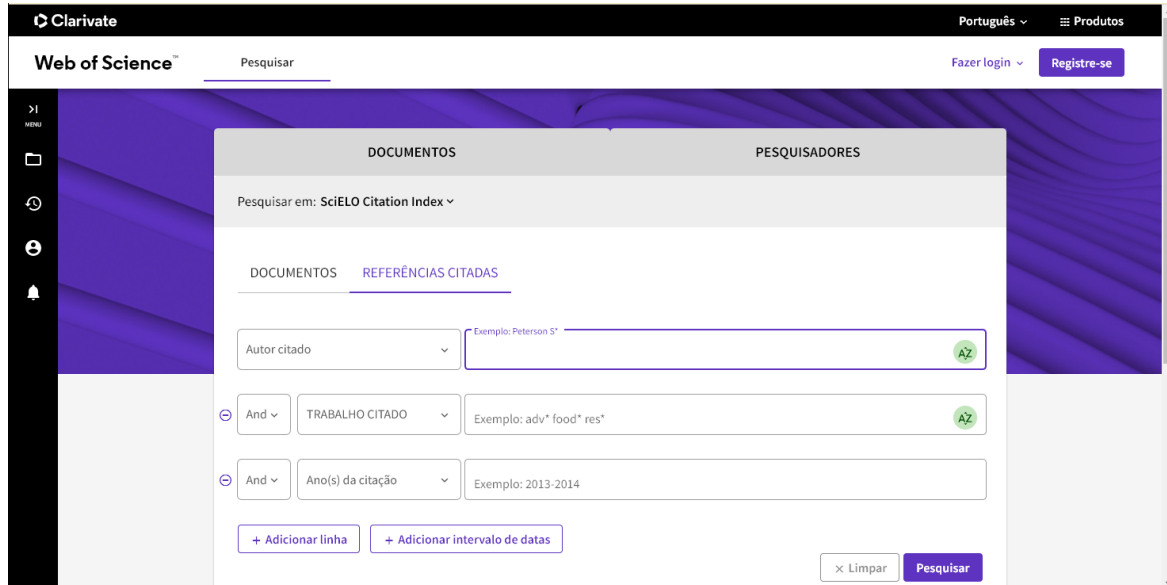 Clarivate
Português
Produtos
Web of Science™
Pesquisar
Fazer login
Registre-se
MENU
DOCUMENTOS
PESQUISADORES
Pesquisar em: SciELO Citation Index
DOCUMENTOS
REFERÊNCIAS CITADAS
Autor citado
Exemplo: Peterson S*
AZ
And
TRABALHO CITADO
Exemplo: adv* food* res*
AZ
And
Ano(s) da citação
Exemplo: 2013-2014
+ Adicionar linha
+ Adicionar intervalo de datas
× Limpar
Pesquisar